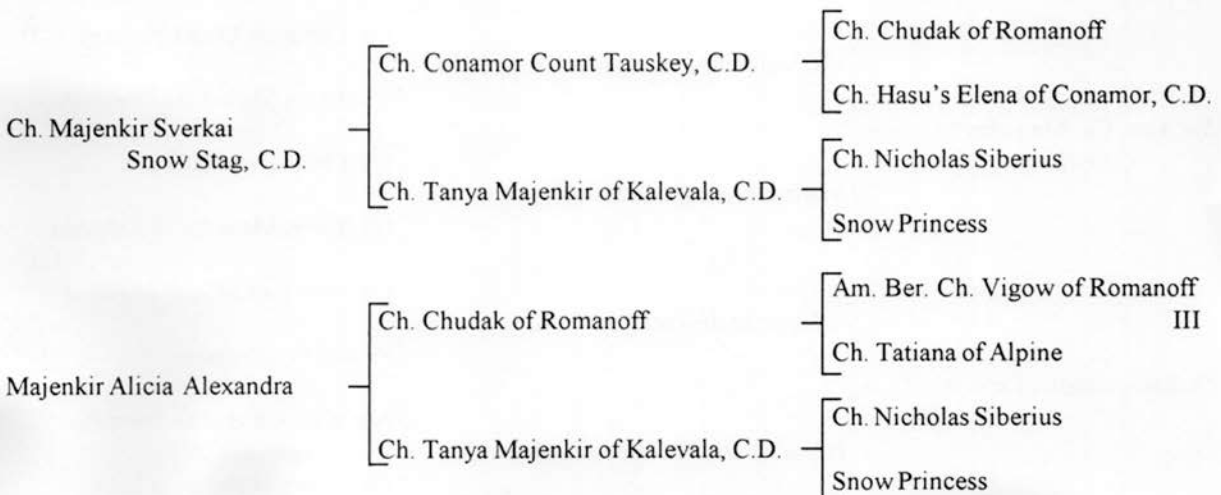 Ch. Majenkir Sverkai
Snow Stag, C.D.
Ch. Conamor Count Tauskey, C.D.
Ch. Chudak of Romanoff
Ch. Hasu's Elena of Conamor, C.D.
Ch. Tanya Majenkir of Kalevala, C.D.
Ch. Nicholas Siberius
Snow Princess
Majenkir Alicia Alexandra
Ch. Chudak of Romanoff
Am. Ber. Ch. Vigow of Romanoff
III
Ch. Tatiana of Alpine
Ch. Tanya Majenkir of Kalevala, C.D.
Ch. Nicholas Siberius
Snow Princess